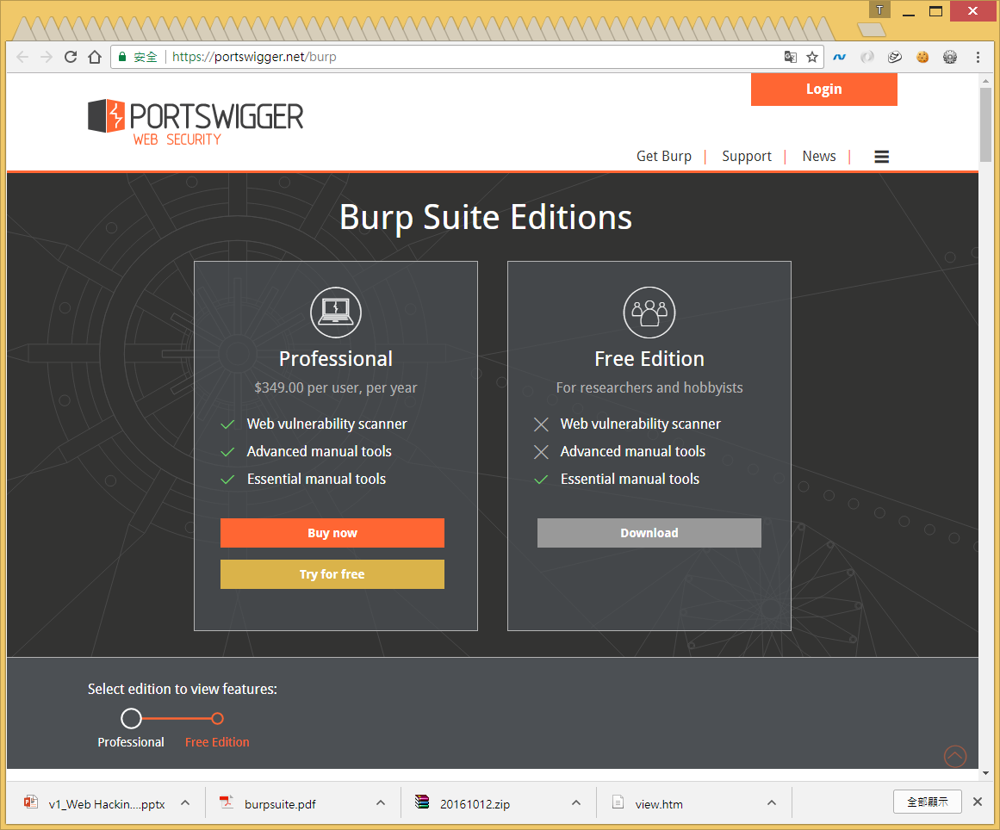 T
安全 https://portswigger.net/burp
Login
PORTSWIGGER
WEB SECURITY
Get Burp | Support | News |
Burp Suite Editions
Professional
$349.00 per user, per year
Web vulnerability scanner
Advanced manual tools
Essential manual tools
Buy now
Try for free
Free Edition
For researchers and hobbyists
Web vulnerability scanner
Advanced manual tools
Essential manual tools
Download
Select edition to view features:
Professional
Free Edition
v1_Web Hackin....pptx
burpsuite.pdf
20161012.zip
view.htm
全部顯示